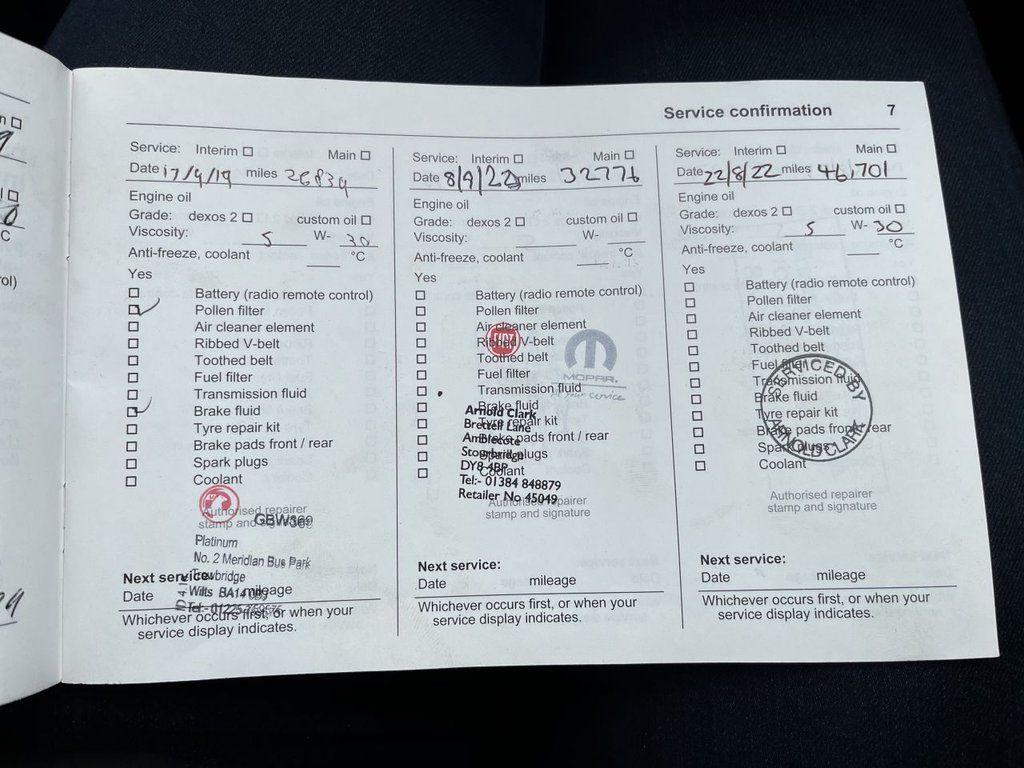 Service confirmation 7
Service: Interim Main
Date 17/9/19 miles 26834
Engine oil
Grade: dexos 2 custom oil
Viscosity: 5 W- 30
Anti-freeze, coolant °C
Yes
Battery (radio remote control)
Pollen filter
Air cleaner element
Ribbed V-belt
Toothed belt
Fuel filter
Transmission fluid
Brake fluid
Tyre repair kit
Brake pads front / rear
Spark plugs
Coolant
Authorised repairer
stamp and signature
GBW369
Platinum
No. 2 Meridian Bus Park
Trowbridge
Wilts BA14
Tel:- 01225
Next service:
Date mileage
Whichever occurs first, or when your
service display indicates.
Service: Interim Main
Date miles 32776
Engine oil
Grade: dexos 2 custom oil
Viscosity: W-
Anti-freeze, coolant °C
Yes
Battery (radio remote control)
Pollen filter
Air cleaner element
Ribbed V-belt
Toothed belt
Fuel filter
Transmission fluid
Brake fluid
Tyre repair kit
Brake pads front / rear
Spark plugs
Coolant
FIAT
MOPAR.
at your service
Arnold Clark
Brettell Lane
Amblecote
Stourbridge
DY8 4BP
Tel:- 01384 848879
Retailer No 45049
Authorised repairer
stamp and signature
Next service:
Date mileage
Whichever occurs first, or when your
service display indicates.
Service: Interim Main
Date 22/8/22 miles 46,701
Engine oil
Grade: dexos 2 custom oil
Viscosity: 5 W- 30
Anti-freeze, coolant °C
Yes
Battery (radio remote control)
Pollen filter
Air cleaner element
Ribbed V-belt
Toothed belt
Fuel filter
Transmission fluid
Brake fluid
Tyre repair kit
Brake pads front / rear
Spark plugs
Coolant
SERVICED BY
ARNOLD CLARK
Authorised repairer
stamp and signature
Next service:
Date mileage
Whichever occurs first, or when your
service display indicates.